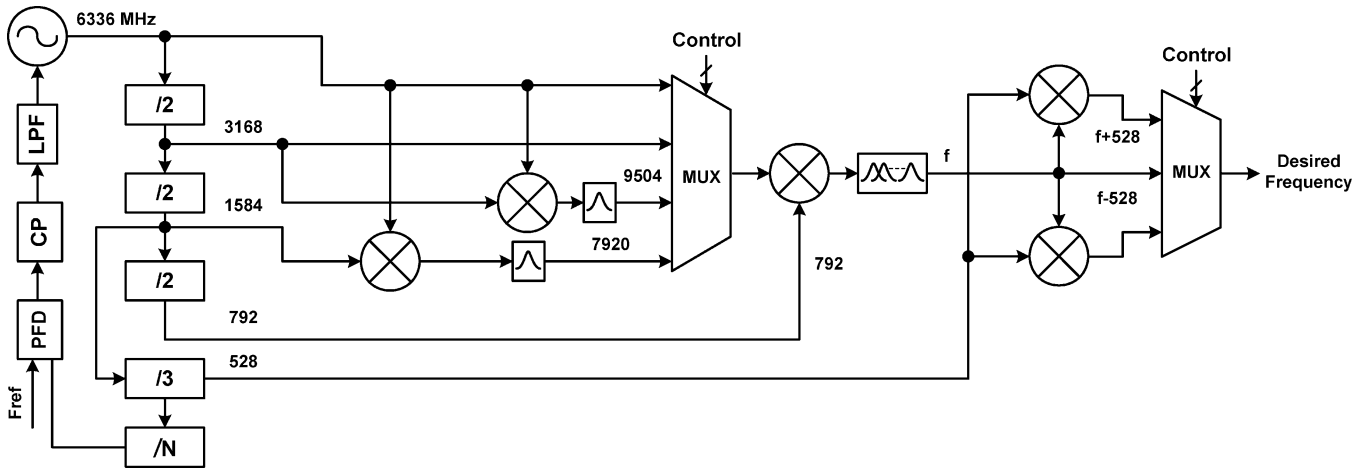 6336 MHz
Control
Control
/2
LPF
3168
f+528
/2
9504
MUX
f
MUX
Desired
Frequency
1584
f-528
CP
7920
792
/2
PFD
792
528
/3
Fref
/N